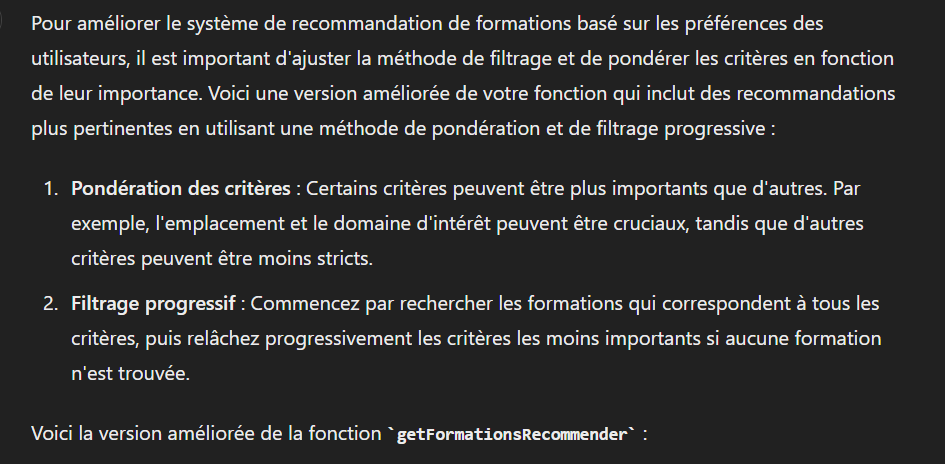 Pour améliorer le système de recommandation de formations basé sur les préférences des
utilisateurs, il est important d'ajuster la méthode de filtrage et de pondérer les critères en fonction
de leur importance. Voici une version améliorée de votre fonction qui inclut des recommandations
plus pertinentes en utilisant une méthode de pondération et de filtrage progressive :
1. Pondération des critères : Certains critères peuvent être plus importants que d'autres. Par
exemple, l'emplacement et le domaine d'intérêt peuvent être cruciaux, tandis que d'autres
critères peuvent être moins stricts.
2. Filtrage progressif : Commencez par rechercher les formations qui correspondent à tous les
critères, puis relâchez progressivement les critères les moins importants si aucune formation
n'est trouvée.
Voici la version améliorée de la fonction `getFormationsRecommender` :